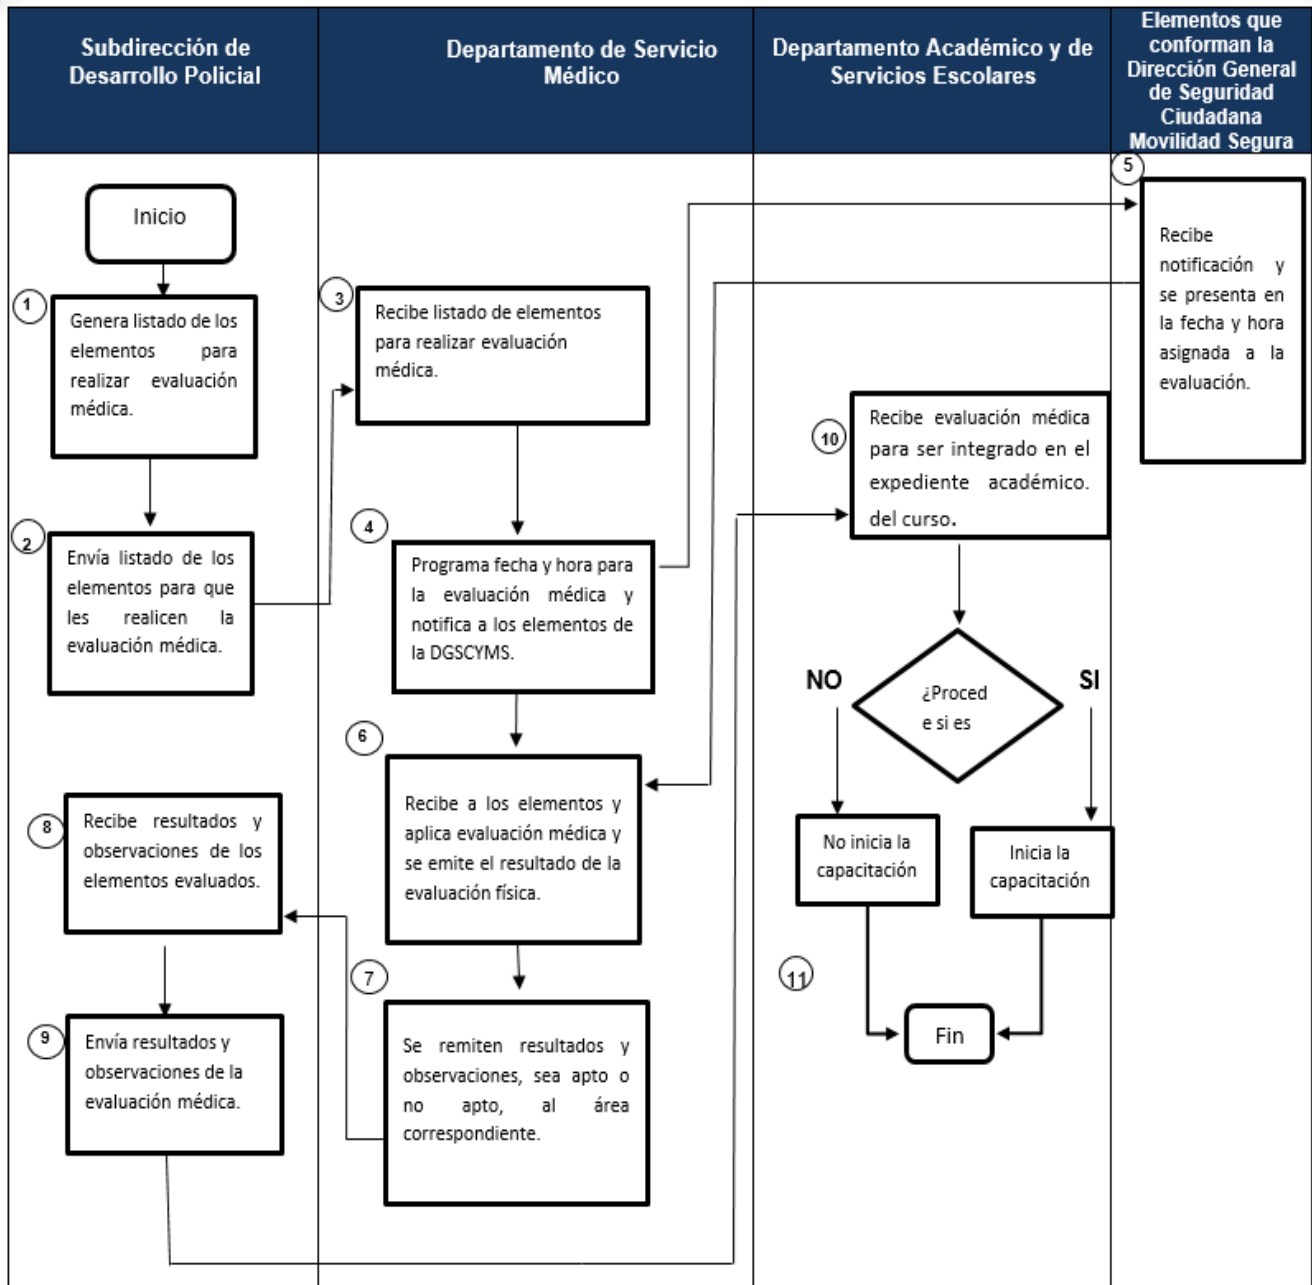 Subdirección de
Desarrollo Policial
Departamento de Servicio
Médico
Departamento Académico y de
Servicios Escolares
Elementos que
conforman la
Dirección General
de Seguridad
Ciudadana
Movilidad Segura
Inicio
1
Genera listado de los
elementos para
realizar evaluación
médica.
2
Envía listado de los
elementos para que
les realicen la
evaluación médica.
3
Recibe listado de elementos
para realizar evaluación
médica.
4
Programa fecha y hora para
la evaluación médica y
notifica a los elementos de
la DGSCYMS.
5
Recibe
notificación y
se presenta en
la fecha y hora
asignada a la
evaluación.
6
Recibe a los elementos y
aplica evaluación médica y
se emite el resultado de la
evaluación física.
7
Se remiten resultados y
observaciones, sea apto o
no apto, al área
correspondiente.
8
Recibe resultados y
observaciones de los
elementos evaluados.
9
Envía resultados y
observaciones de la
evaluación médica.
10
Recibe evaluación médica
para ser integrado en el
expediente académico.
del curso.
NO
¿Proced
e si es
SI
No inicia la
capacitación
Inicia la
capacitación
11
Fin